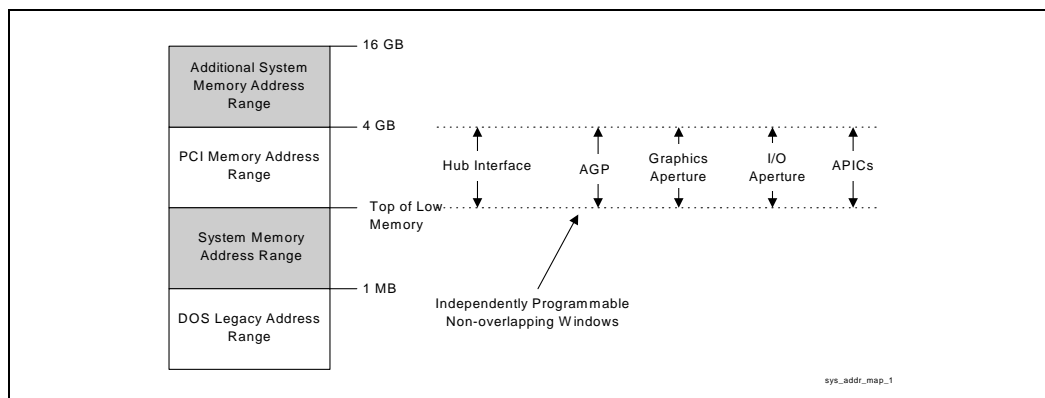 16 GB
Additional System
Memory Address
Range
4 GB
PCI Memory Address
Range
Hub Interface
AGP
Graphics
Aperture
I/O
Aperture
APICs
Top of Low
Memory
System Memory
Address Range
1 MB
DOS Legacy Address
Range
Independently Programmable
Non-overlapping Windows
sys_addr_map_1